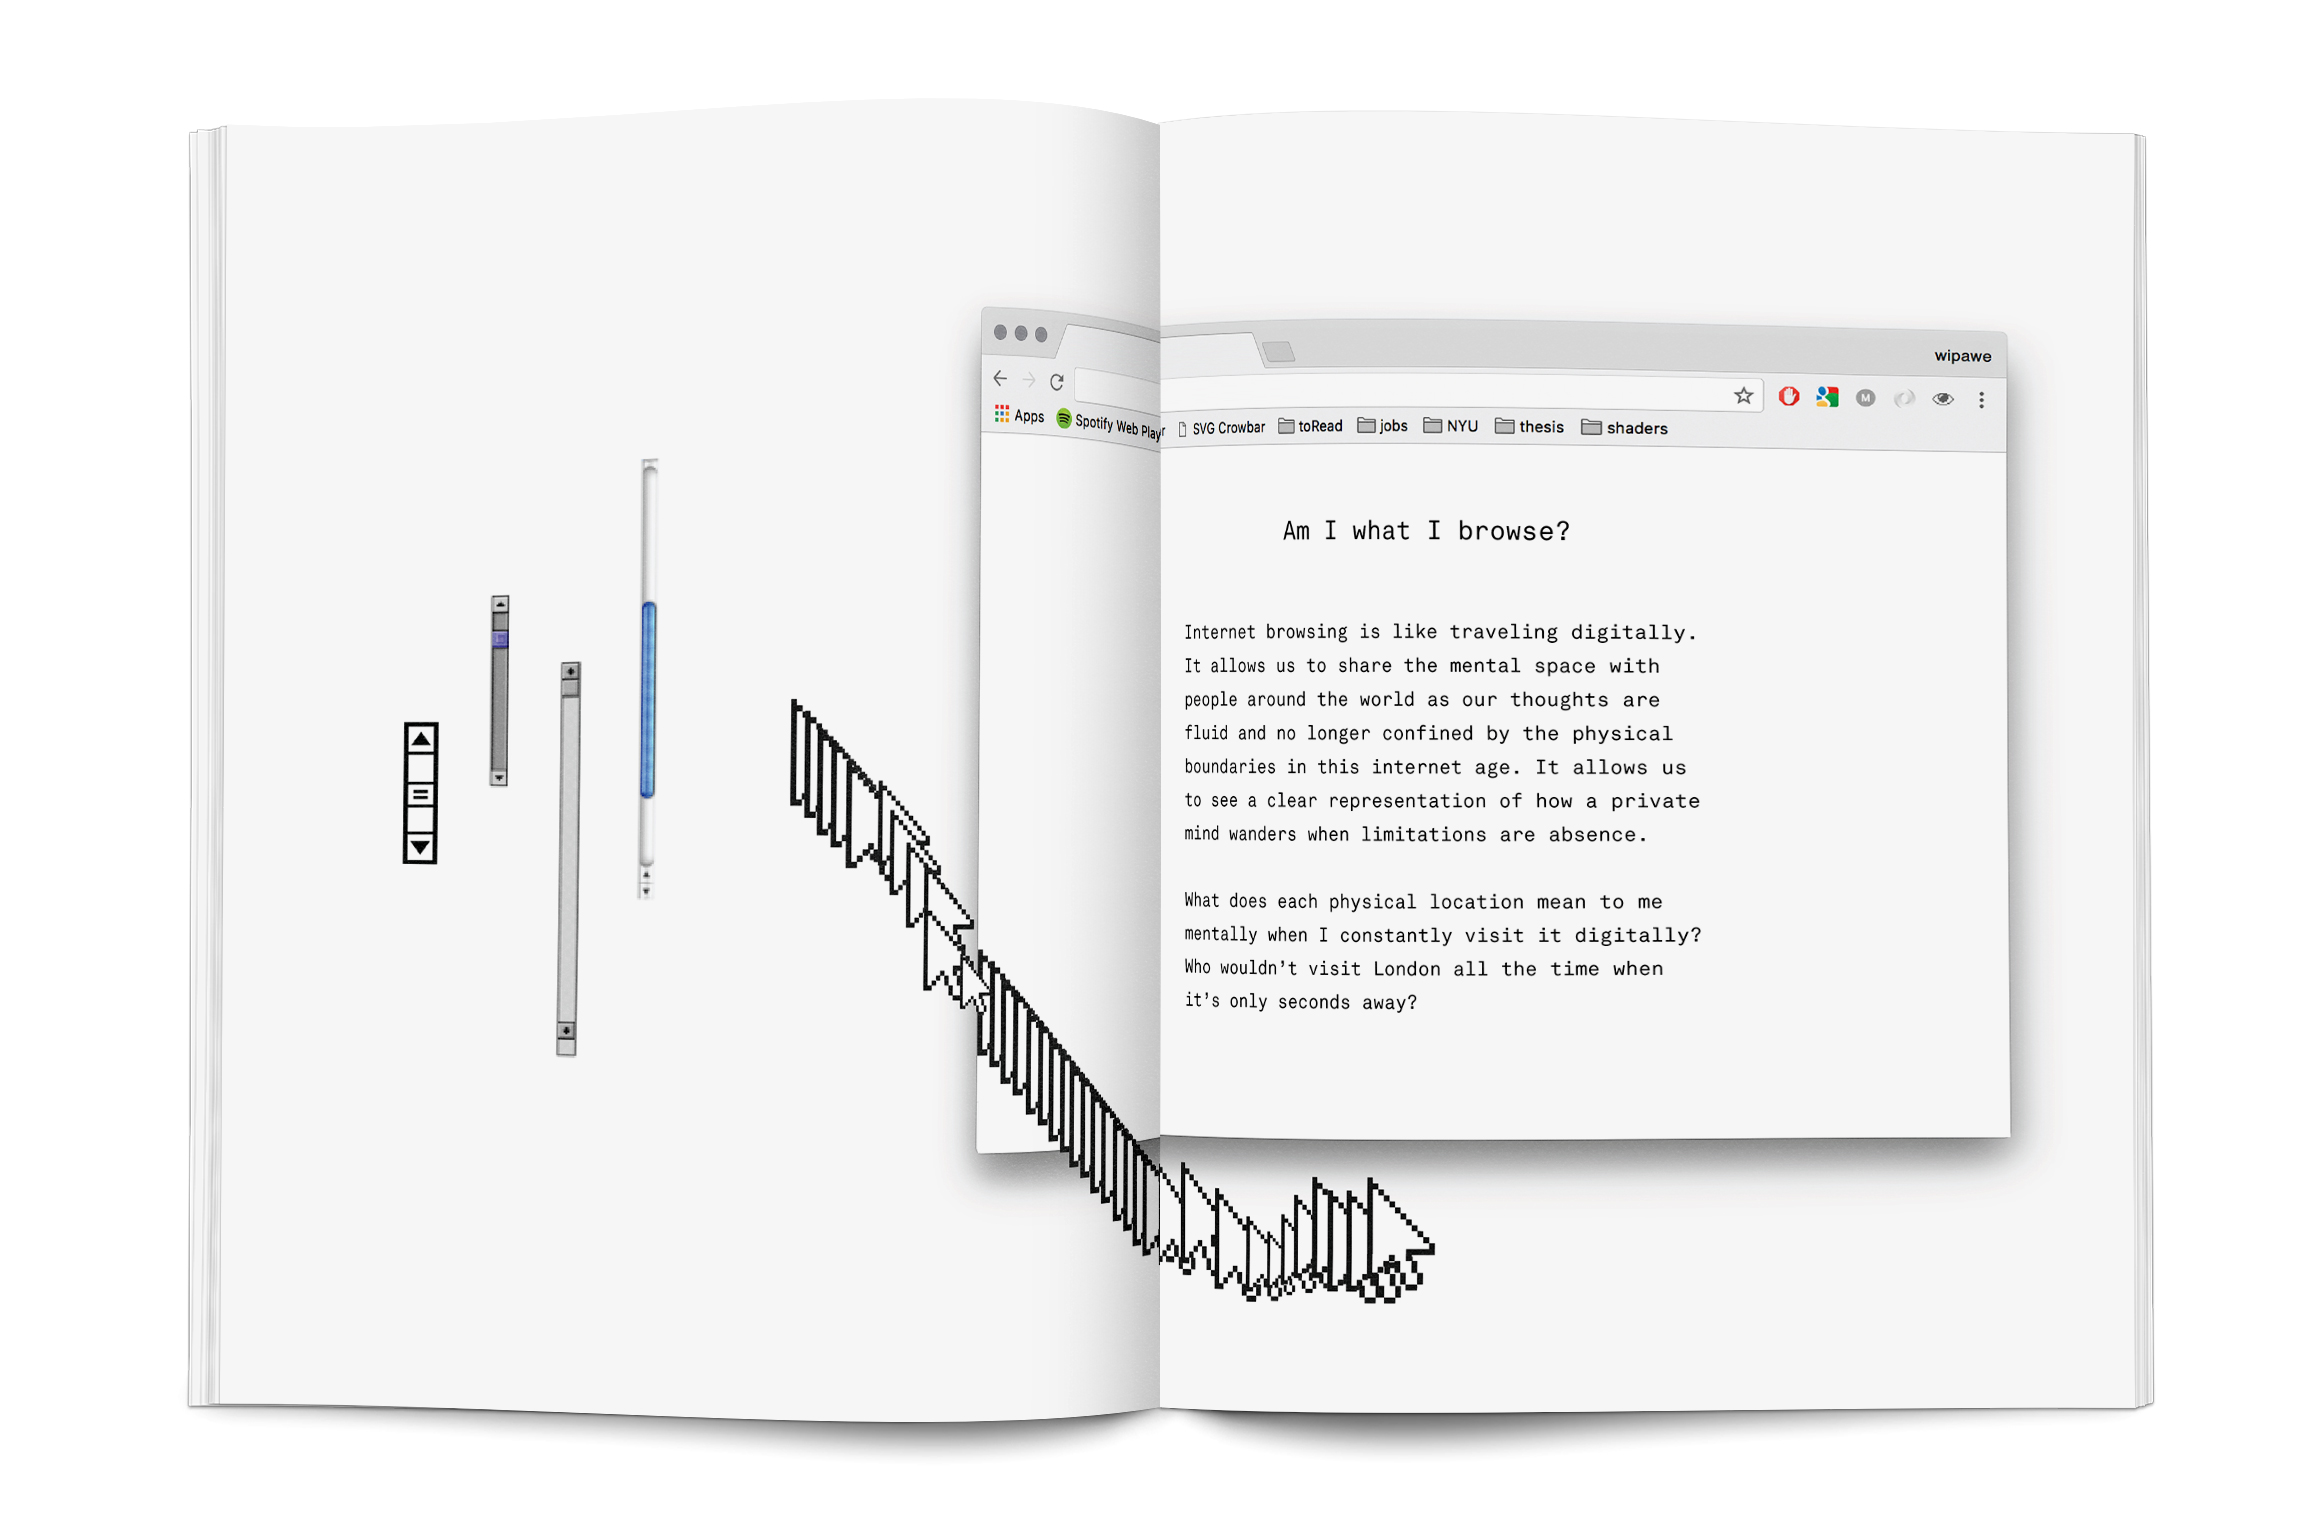 wipawe
Apps Spotify Web Player SVG Crowbar toRead jobs NYU thesis shaders
Am I what I browse?
Internet browsing is like traveling digitally.
It allows us to share the mental space with
people around the world as our thoughts are
fluid and no longer confined by the physical
boundaries in this internet age. It allows us
to see a clear representation of how a private
mind wanders when limitations are absence.
What does each physical location mean to me
mentally when I constantly visit it digitally?
Who wouldn't visit London all the time when
it's only seconds away?